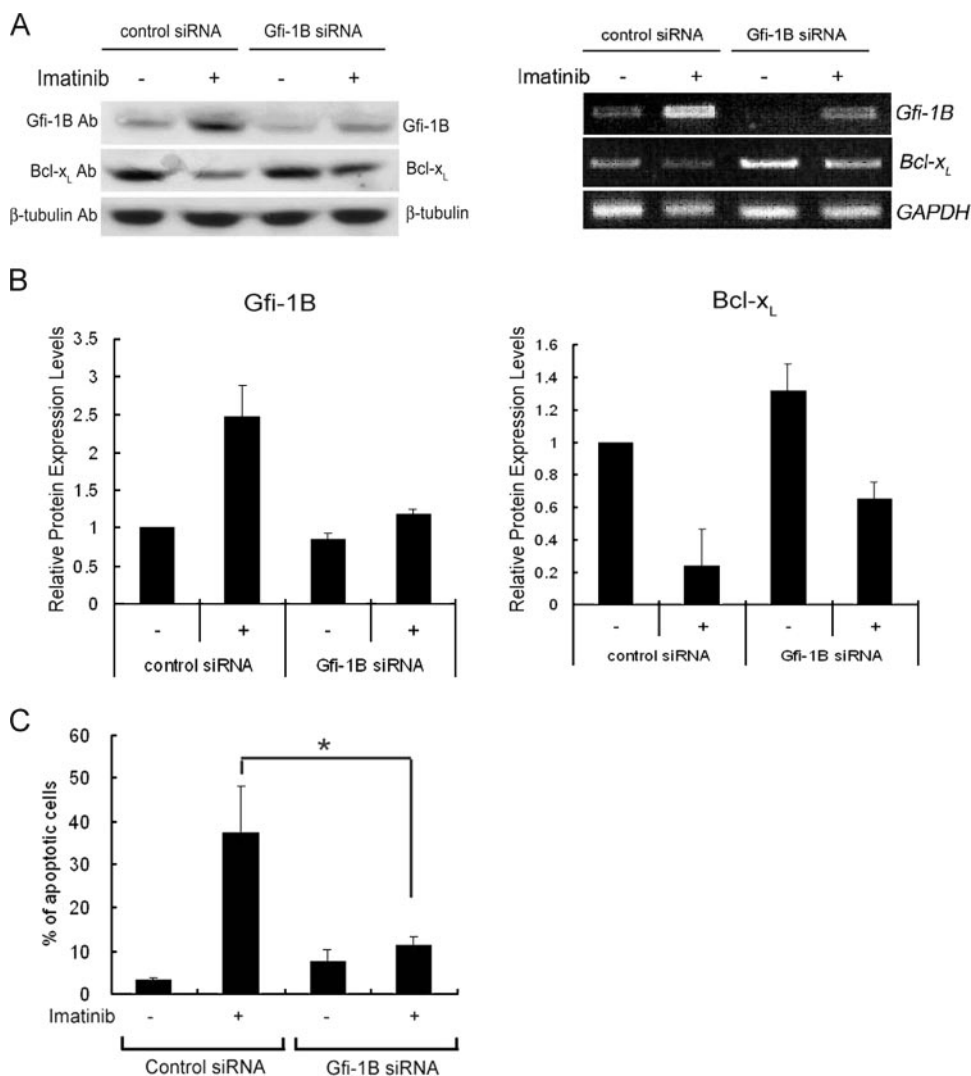 A
control siRNA Gfi-1B siRNA
Imatinib - + - +
Gfi-1B Ab Gfi-1B
Bcl-xL Ab Bcl-xL
β-tubulin Ab β-tubulin
control siRNA Gfi-1B siRNA
Imatinib - + - +
Gfi-1B
Bcl-xL
GAPDH
B
Gfi-1B
Relative Protein Expression Levels
3.5
3
2.5
2
1.5
1
0.5
0
- + - +
control siRNA Gfi-1B siRNA
Bcl-xL
Relative Protein Expression Levels
1.6
1.4
1.2
1
0.8
0.6
0.4
0.2
0
- + - +
control siRNA Gfi-1B siRNA
C
% of apoptotic cells
60
50
40
30
20
10
0
*
Imatinib - + - +
Control siRNA Gfi-1B siRNA